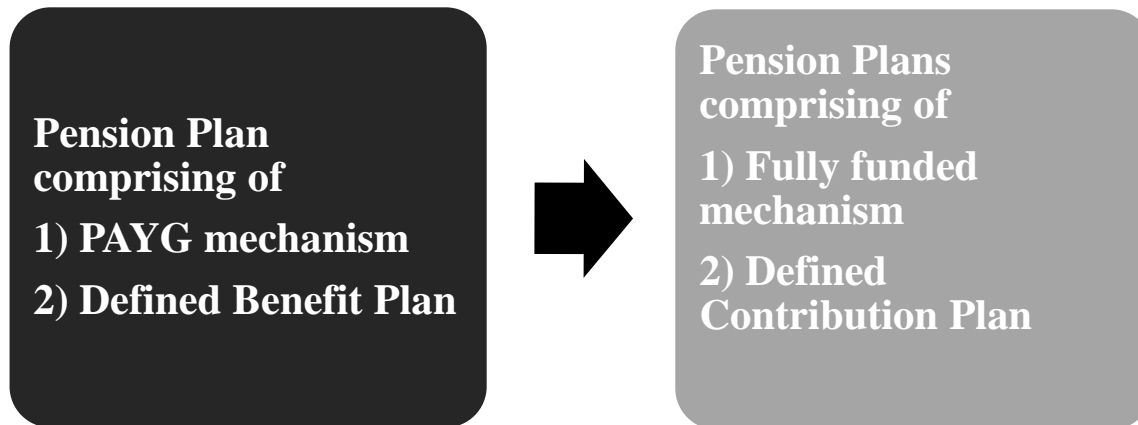 Pension Plan
comprising of
1) PAYG mechanism
2) Defined Benefit Plan
Pension Plans
comprising of
1) Fully funded
mechanism
2) Defined
Contribution Plan